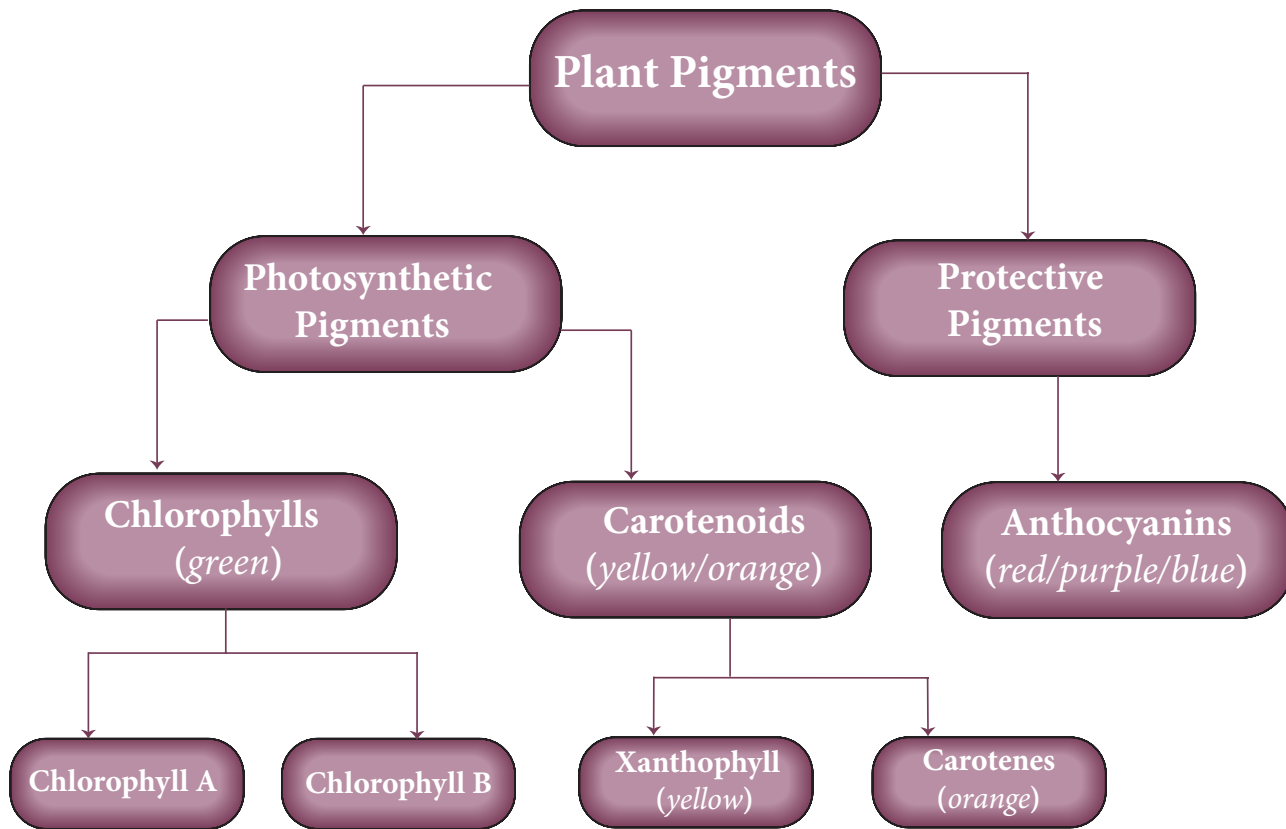 Plant Pigments
Photosynthetic
Pigments
Protective
Pigments
Chlorophylls
(green)
Carotenoids
(yellow/orange)
Anthocyanins
(red/purple/blue)
Chlorophyll A
Chlorophyll B
Xanthophyll
(yellow)
Carotenes
(orange)